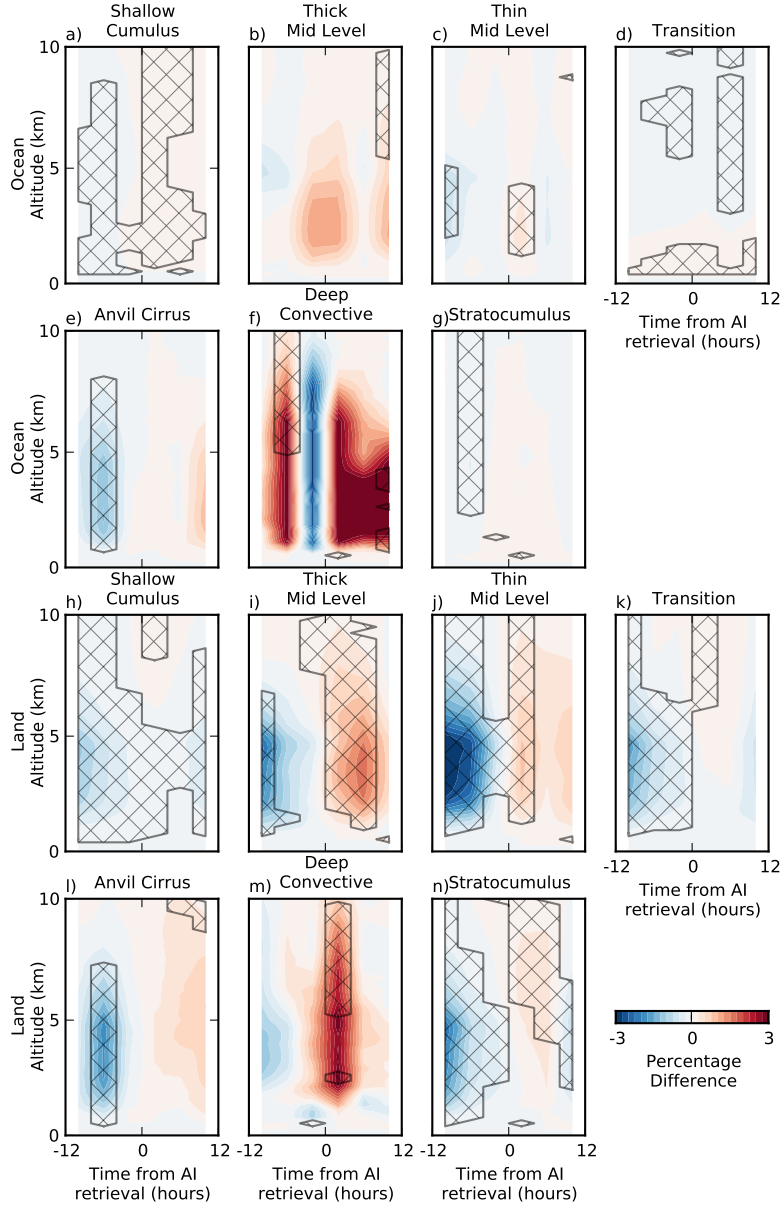 Shallow
Cumulus
Thick
Mid Level
Thin
Mid Level
Transition
a)
b)
c)
d)
10
5
0
Ocean
Altitude (km)
-12
0
12
Time from AI
retrieval (hours)
Anvil Cirrus
Deep
Convective
Stratocumulus
e)
f)
g)
10
5
0
Ocean
Altitude (km)
Shallow
Cumulus
Thick
Mid Level
Thin
Mid Level
Transition
h)
i)
j)
k)
10
5
0
Land
Altitude (km)
-12
0
12
Time from AI
retrieval (hours)
Anvil Cirrus
Deep
Convective
Stratocumulus
l)
m)
n)
10
5
0
Land
Altitude (km)
-12
0
12
-12
0
12
-12
0
12
Time from AI
retrieval (hours)
Time from AI
retrieval (hours)
Time from AI
retrieval (hours)
-3
0
3
Percentage
Difference